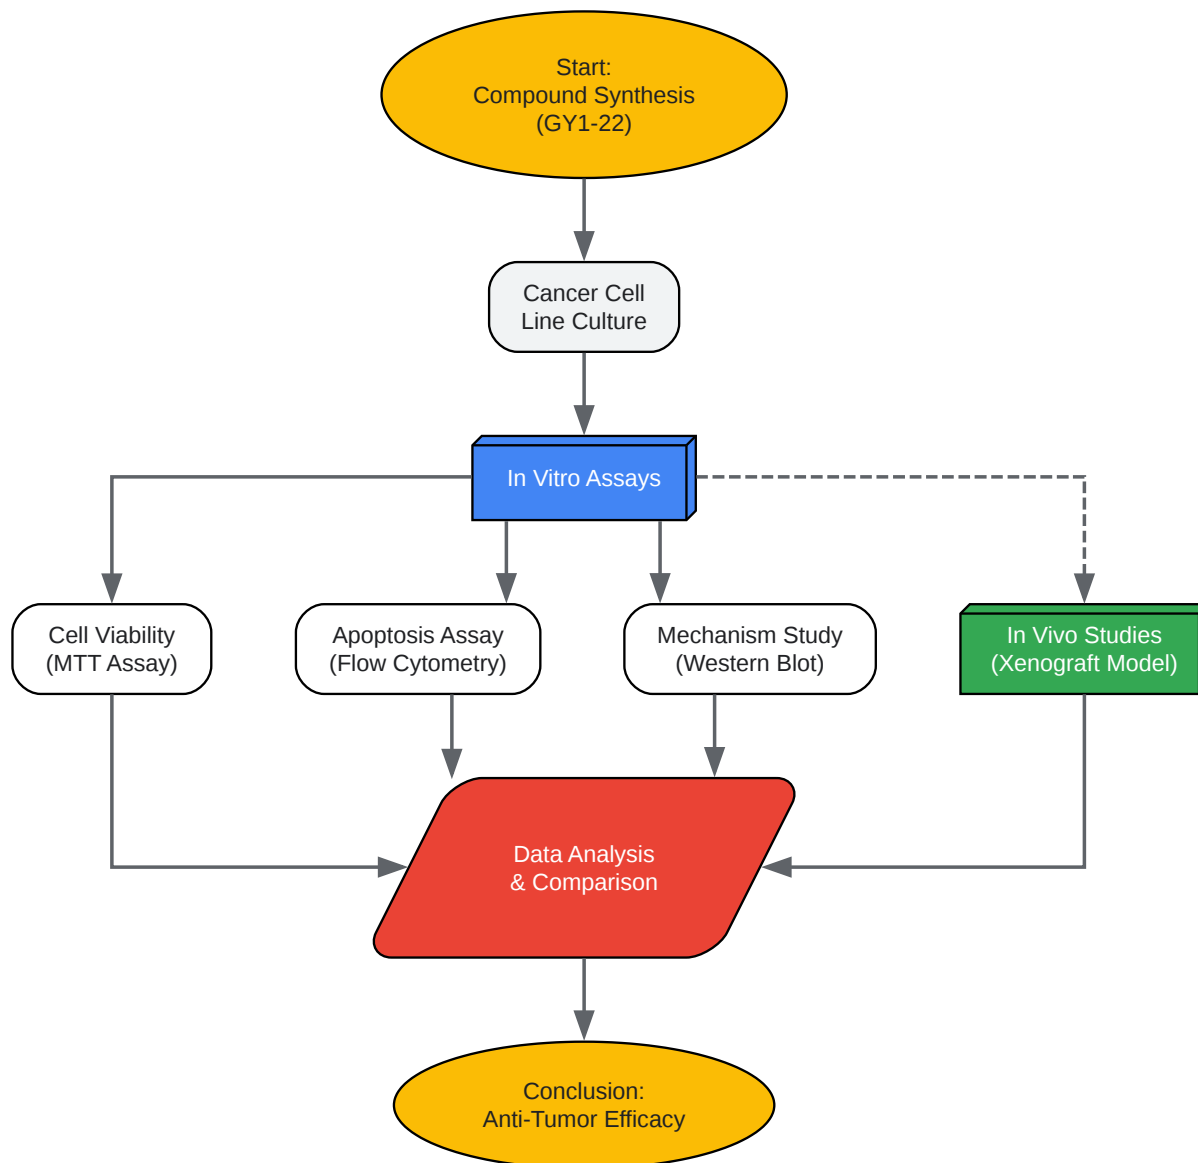 Start:
Compound Synthesis
(GY1-22)
Cancer Cell
Line Culture
In Vitro Assays
Cell Viability
(MTT Assay)
Apoptosis Assay
(Flow Cytometry)
Mechanism Study
(Western Blot)
In Vivo Studies
(Xenograft Model)
Data Analysis
& Comparison
Conclusion:
Anti-Tumor Efficacy